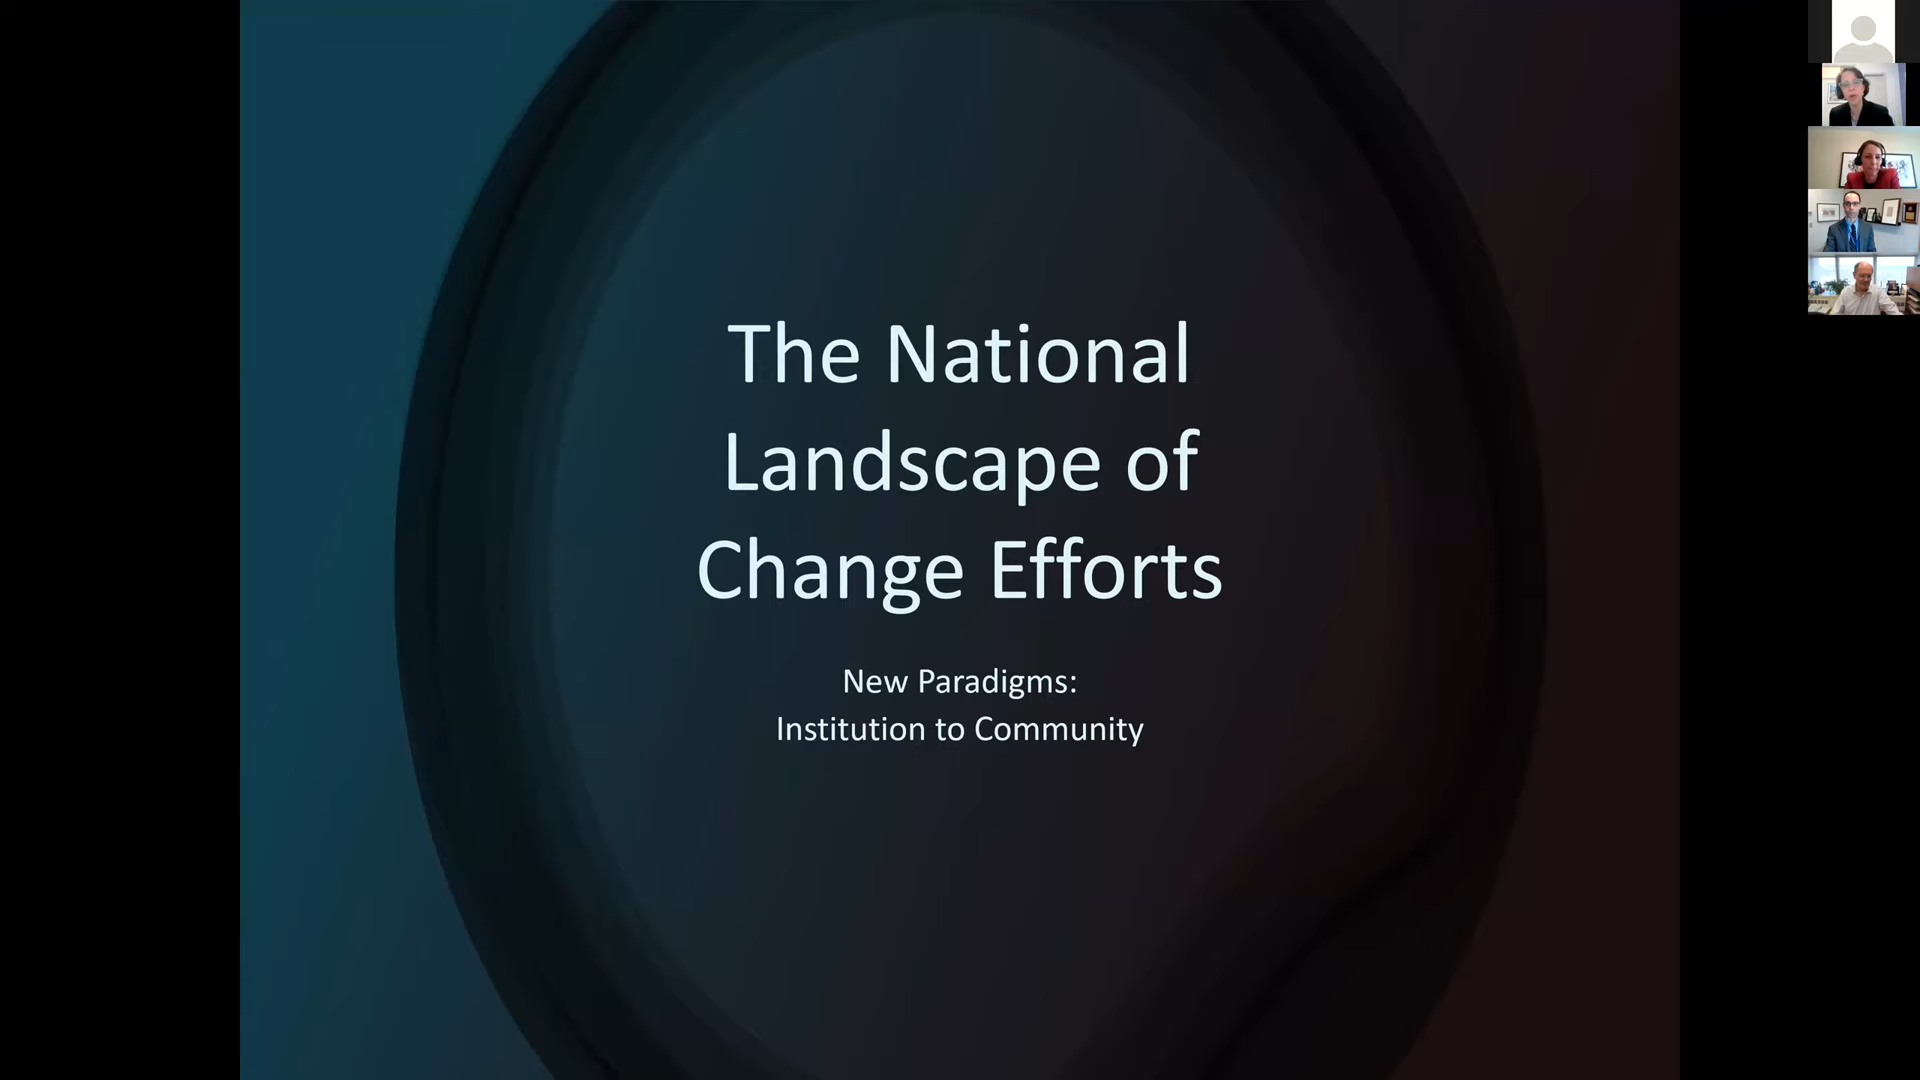 The National
Landscape of
Change Efforts
New Paradigms:
Institution to Community